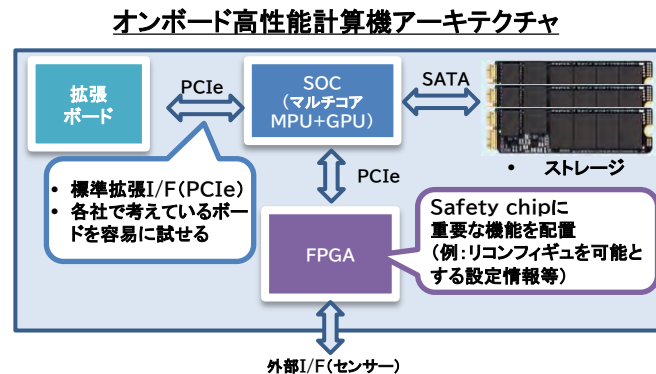 オンボード高性能計算機アーキテクチャ
拡張
ボード
PCIe
SOC
(マルチコア
MPU+GPU)
SATA
• ストレージ
• 標準拡張I/F(PCIe)
• 各社で考えているボー
ドを容易に試せる
PCIe
FPGA
Safety chipに
重要な機能を配置
(例:リコンフィギュを可能と
する設定情報等)
外部I/F(センサー)